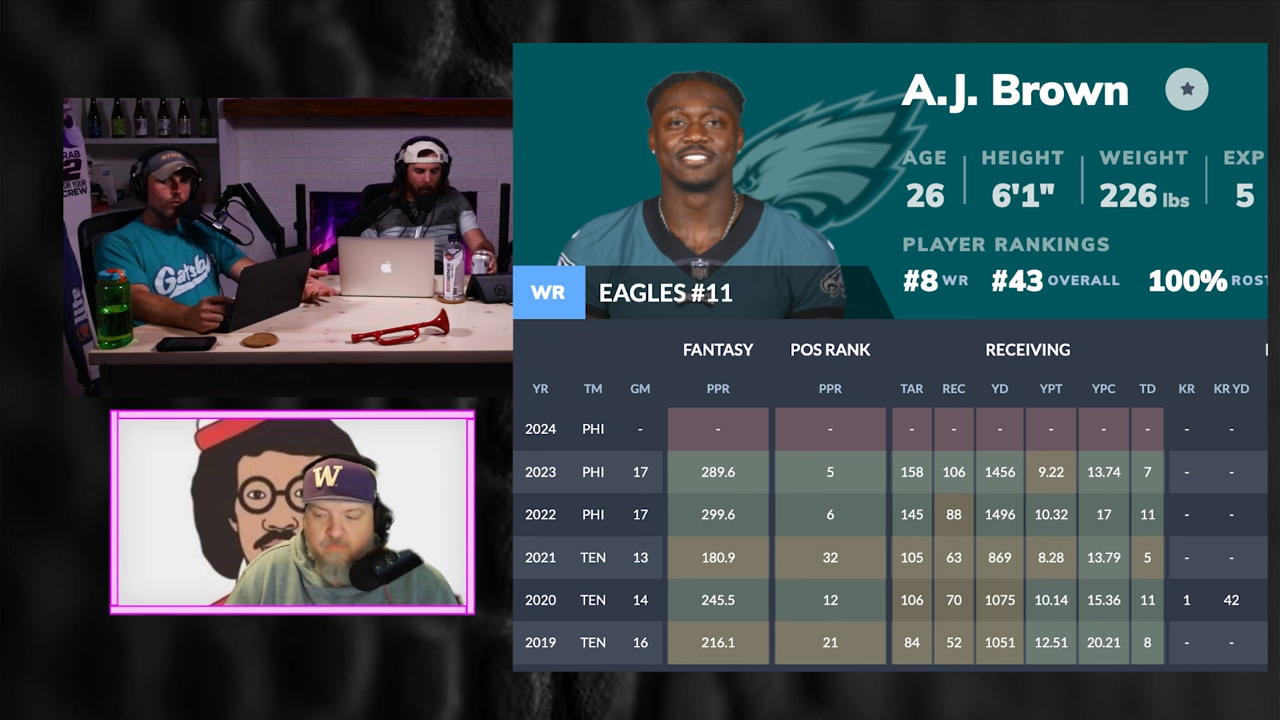 RAB
2
ASH YOUR
CREW
Gatsby
elite
W
A.J. Brown
AGE HEIGHT WEIGHT EXP
26 6'1" 226 lbs 5
PLAYER RANKINGS
#8 WR #43 OVERALL 100% ROST
WR EAGLES #11
FANTASY POS RANK RECEIVING
YR TM GM PPR PPR TAR REC YD YPT YPC TD KR KR YD
2024 PHI - - - - - - - - - - -
2023 PHI 17 289.6 5 158 106 1456 9.22 13.74 7 - -
2022 PHI 17 299.6 6 145 88 1496 10.32 17 11 - -
2021 TEN 13 180.9 32 105 63 869 8.28 13.79 5 - -
2020 TEN 14 245.5 12 106 70 1075 10.14 15.36 11 1 42
2019 TEN 16 216.1 21 84 52 1051 12.51 20.21 8 - -